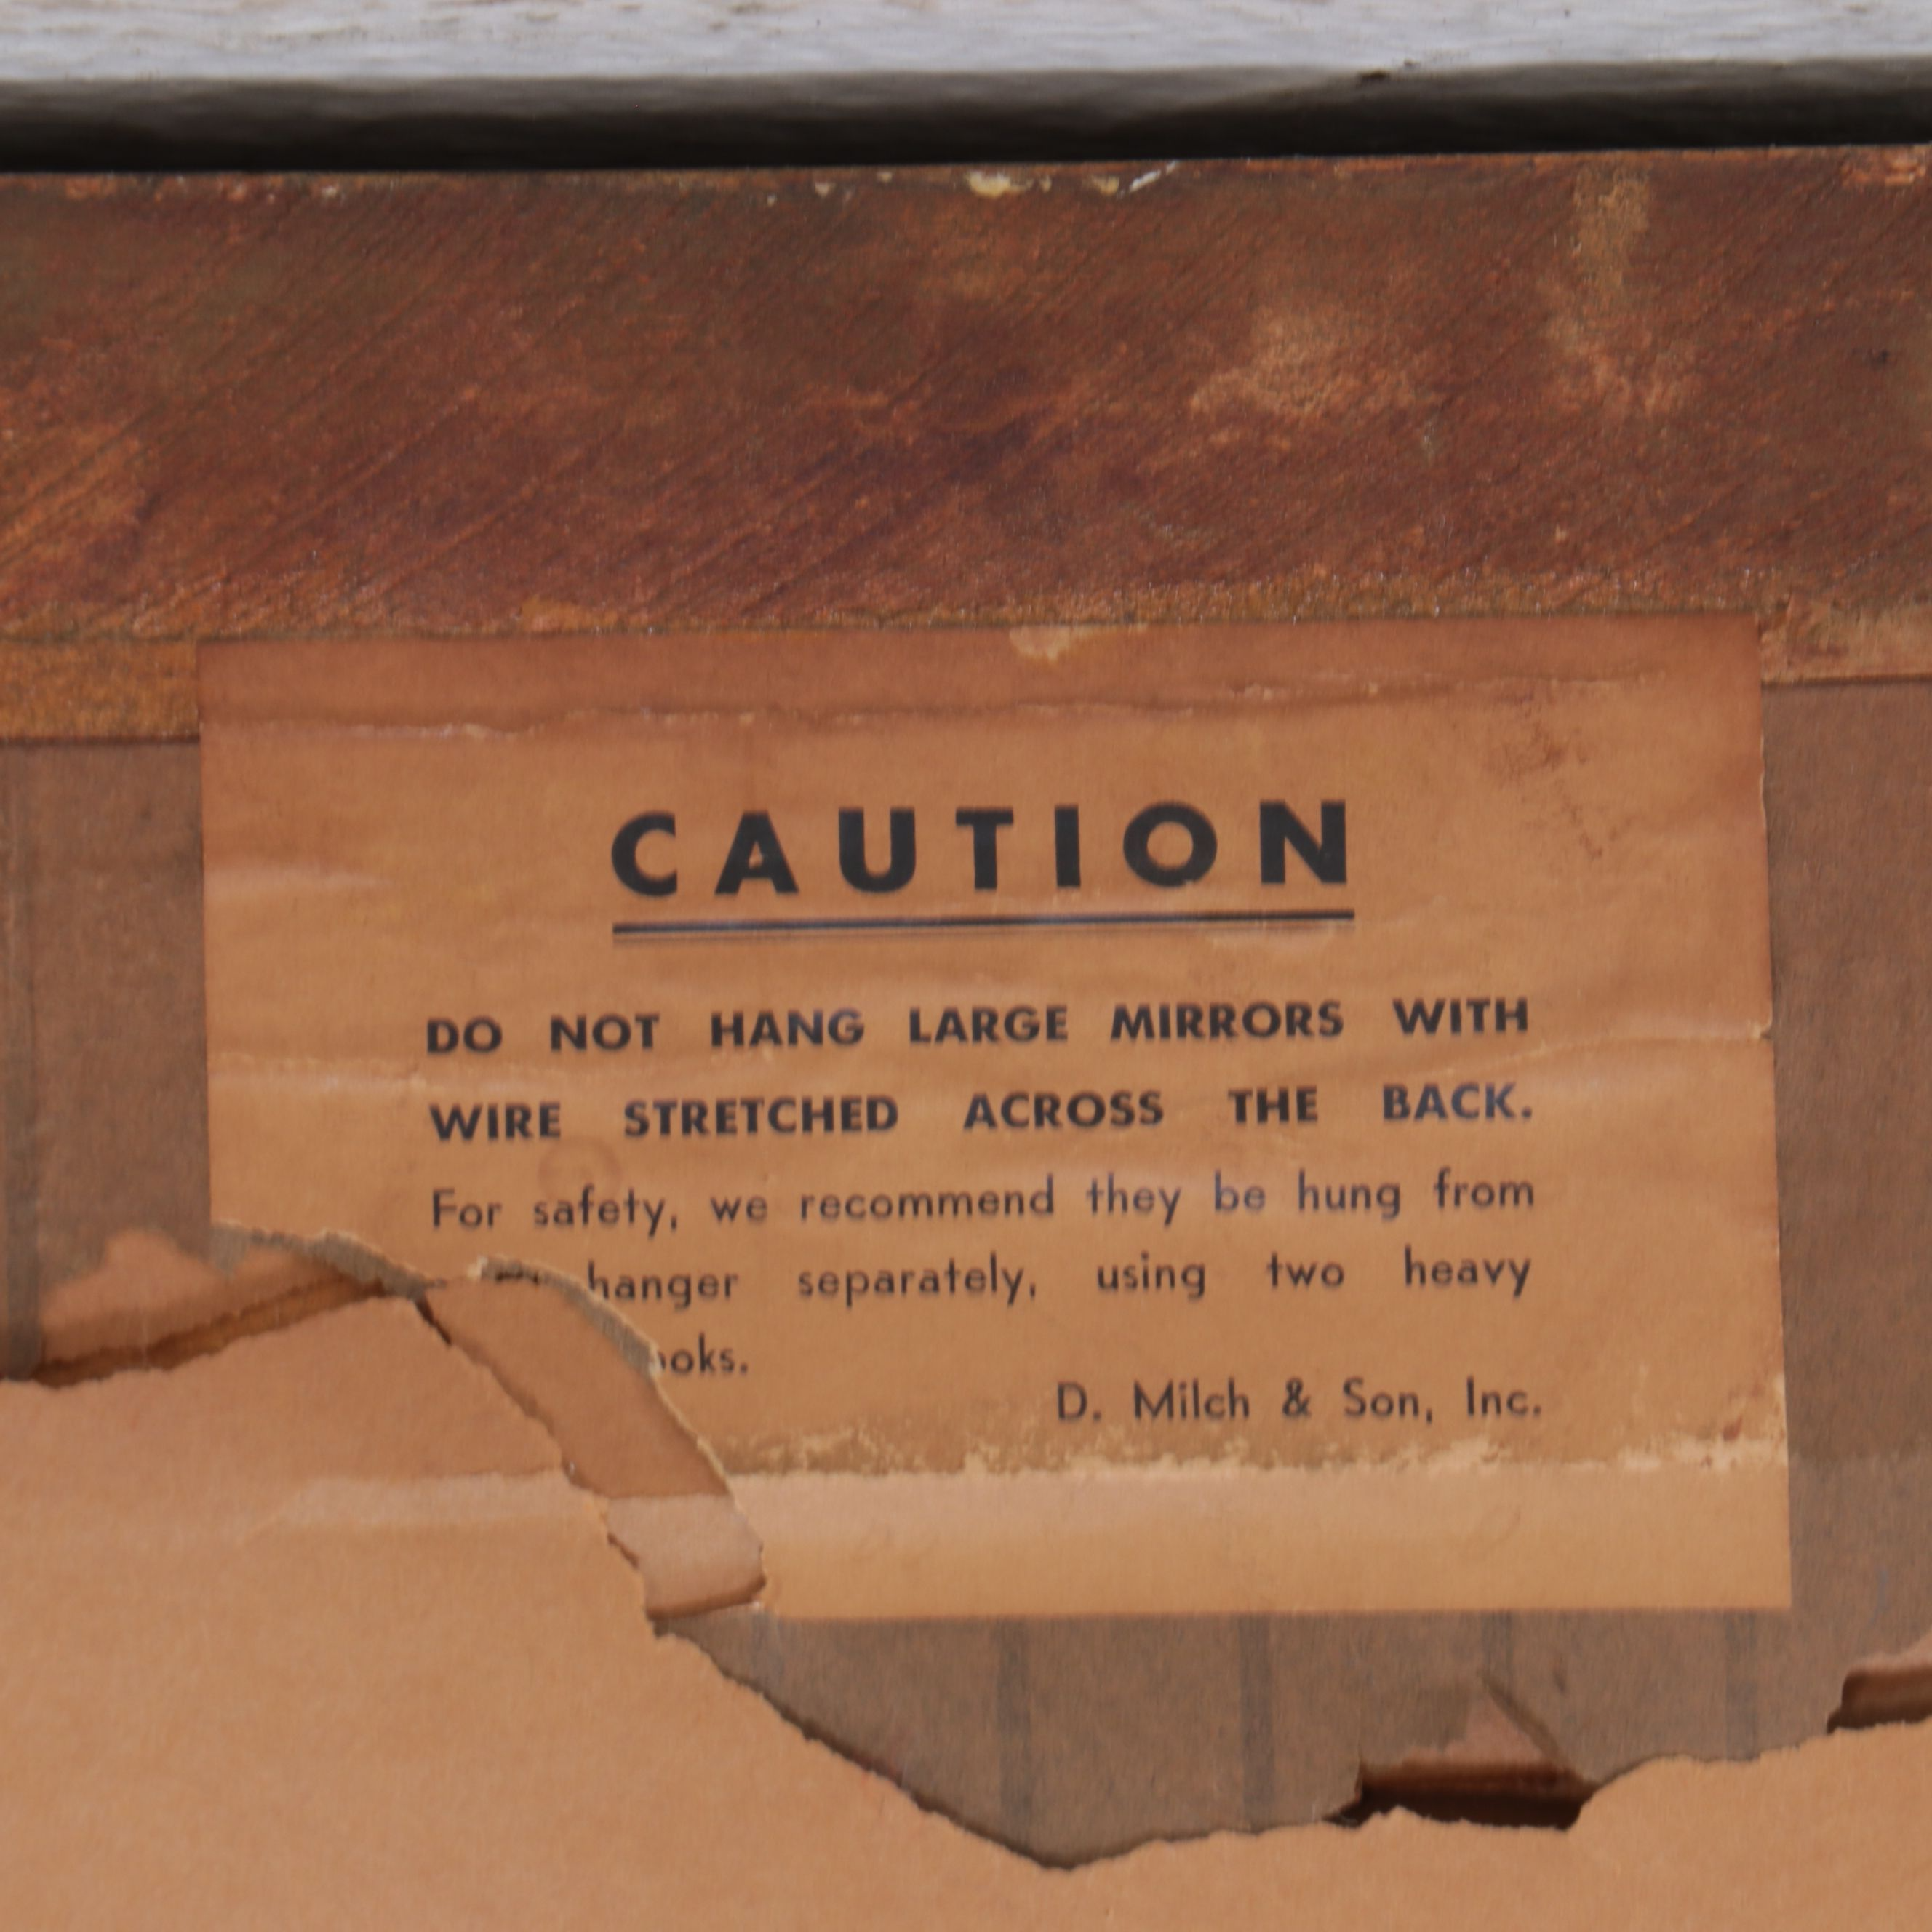 CAUTION
DO NOT HANG LARGE MIRRORS WITH
WIRE STRETCHED ACROSS THE BACK.
For safety, we recommend they be hung from
hanger separately, using two heavy
ooks.
D. Milch & Son, Inc.